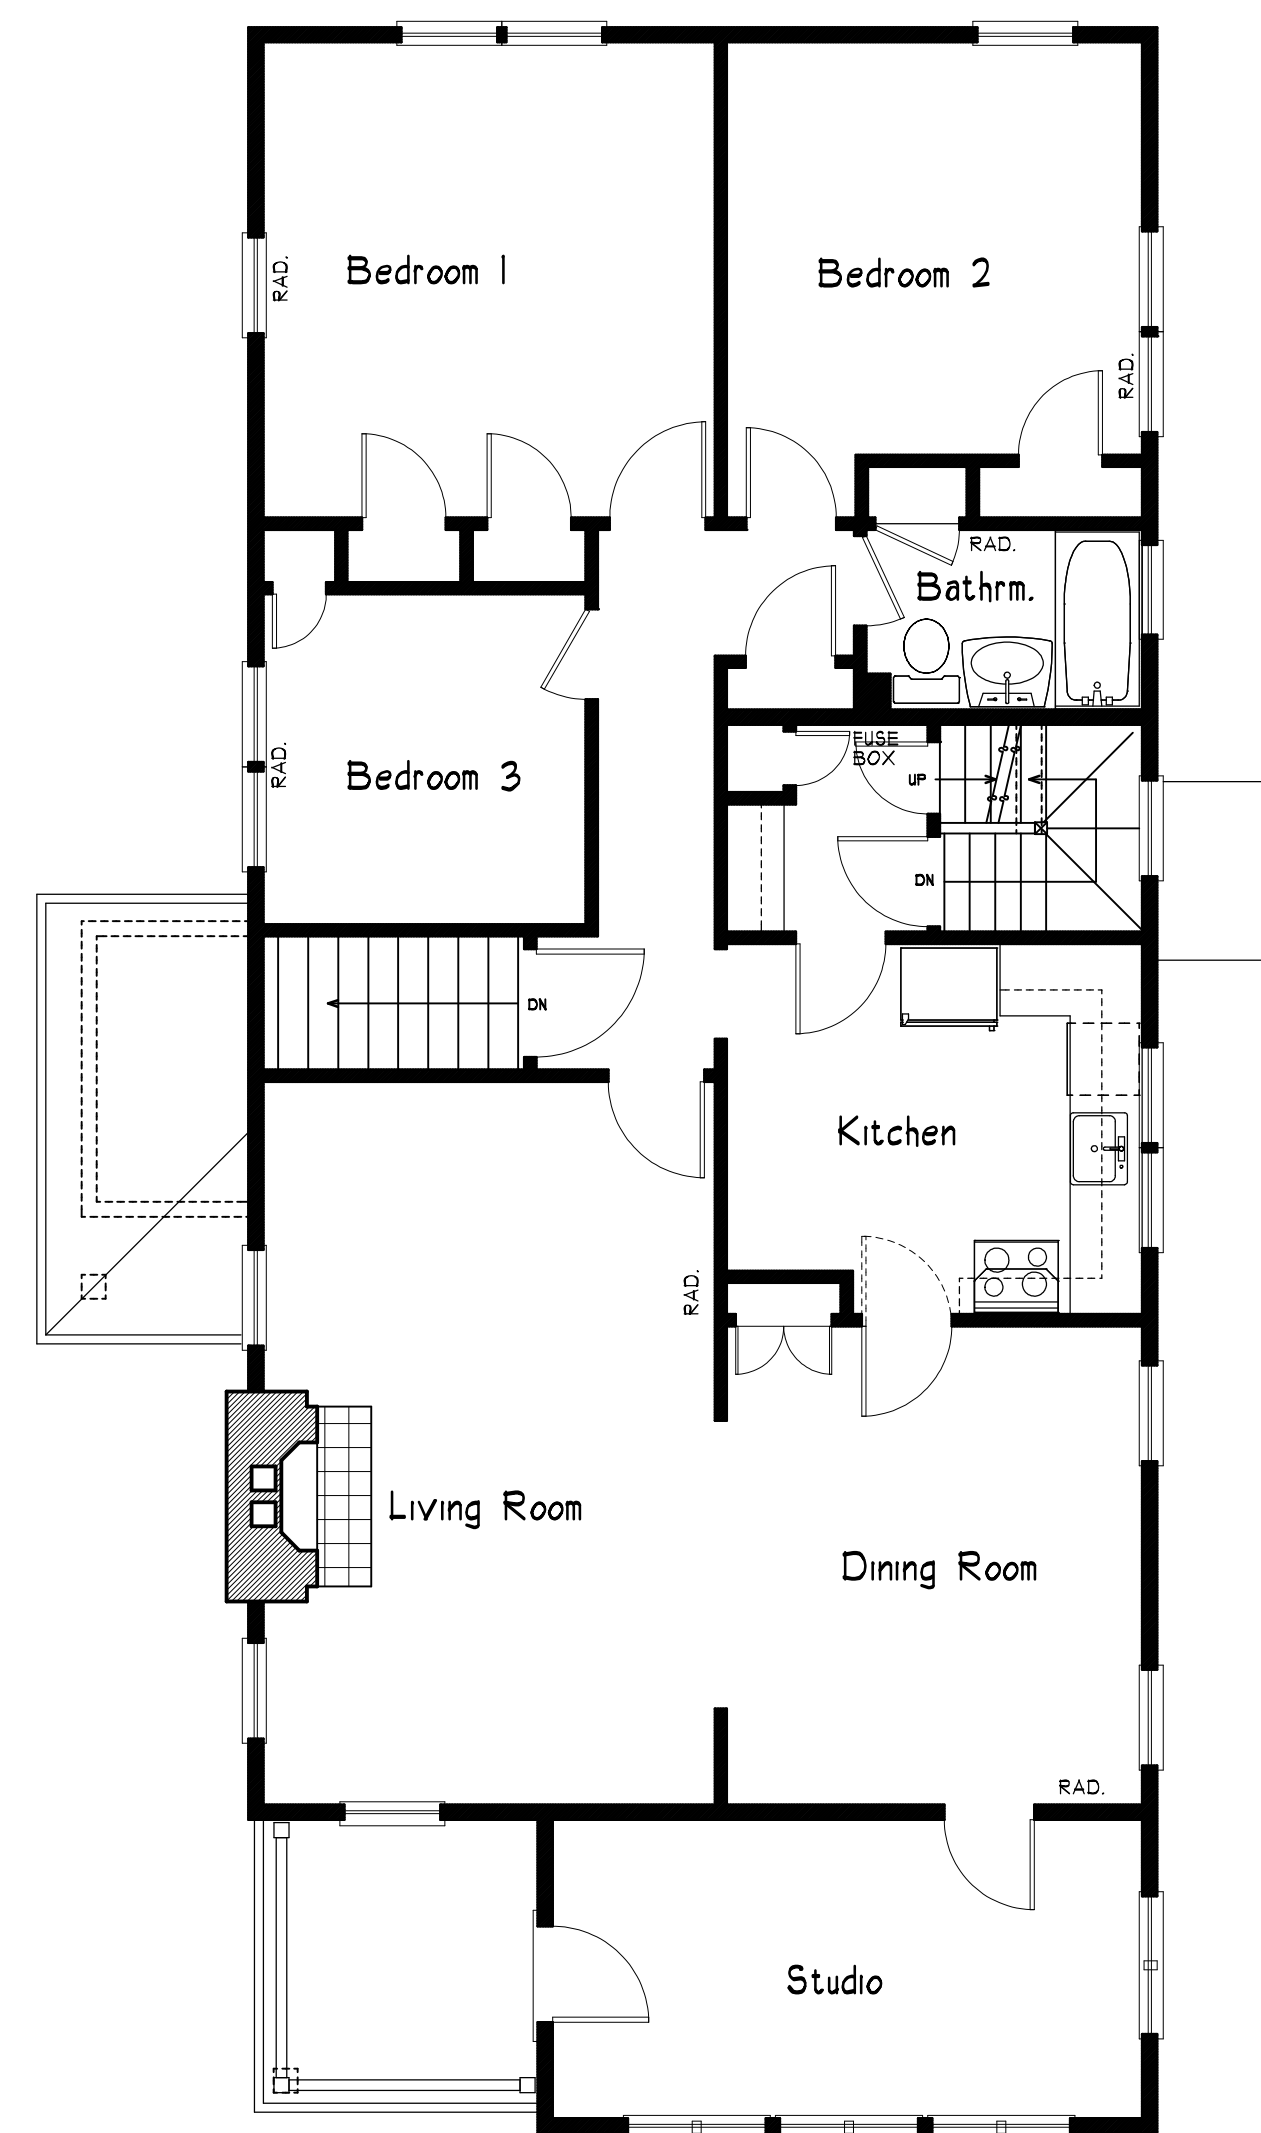 Bedroom 1
RAD.
Bedroom 2
RAD.
RAD.
Bathrm.
FUSE
BOX
UP
RAD.
Bedroom 3
DN
DN
Kitchen
RAD.
Living Room
Dining Room
RAD.
Studio